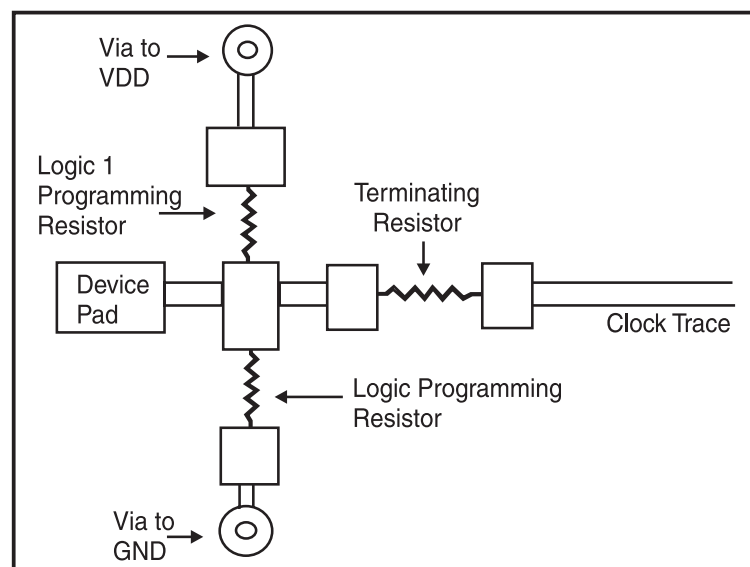 Via to
VDD
Logic 1
Programming
Resistor
Terminating
Resistor
Device
Pad
Clock Trace
Logic Programming
Resistor
Via to
GND